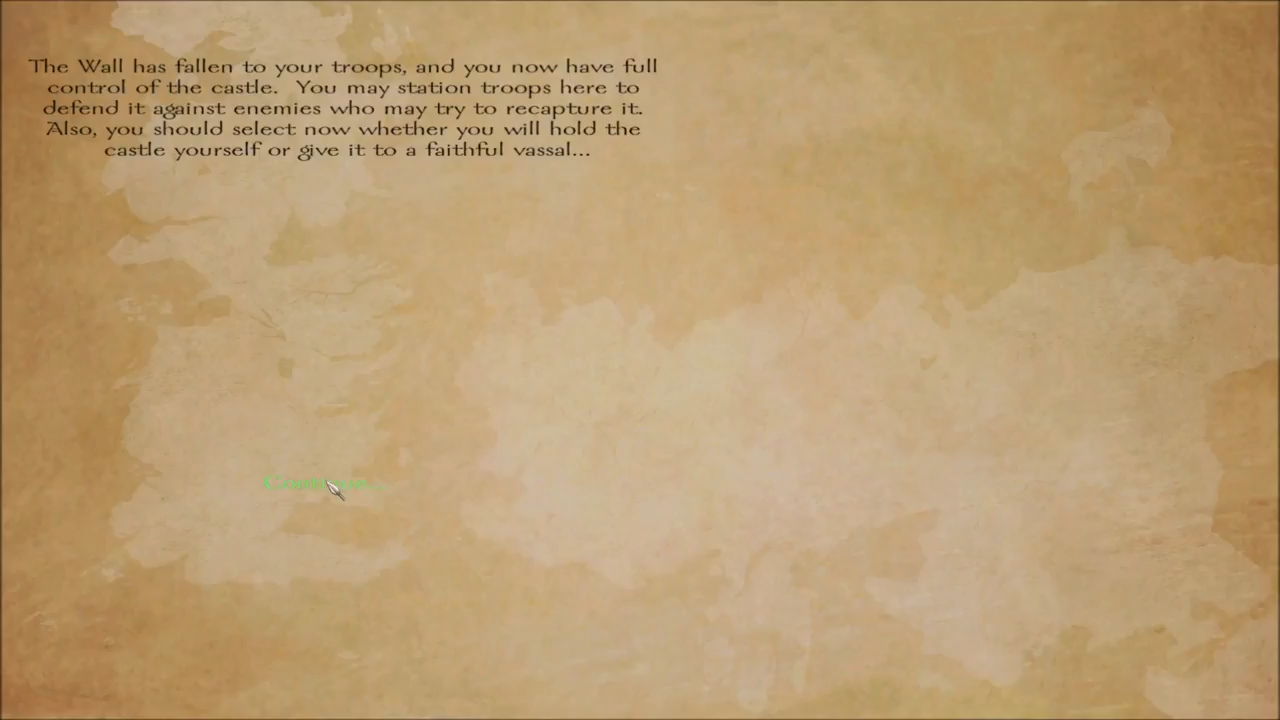 The Wall has fallen to your troops, and you now have full
control of the castle.  You may station troops here to
defend it against enemies who may try to recapture it.
Also, you should select now whether you will hold the
castle yourself or give it to a faithful vassal...
Continue...